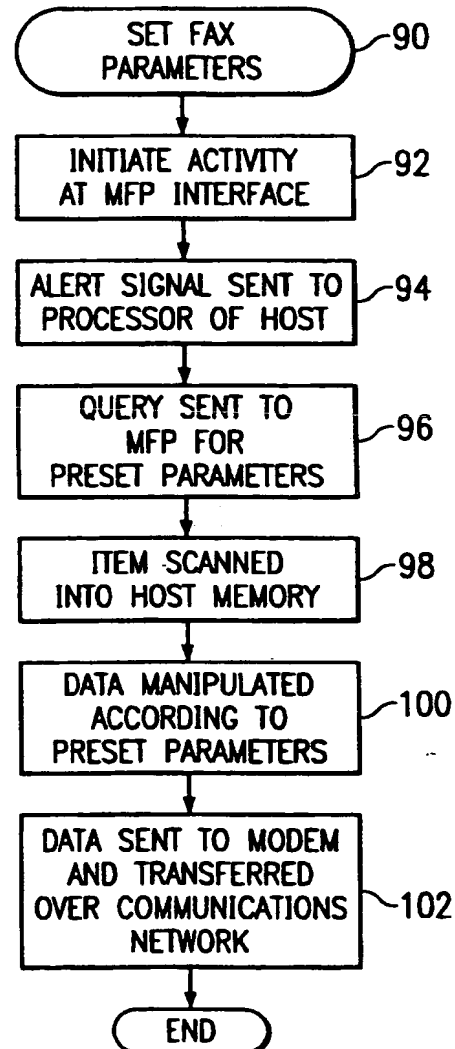 SET FAX
PARAMETERS
90
INITIATE ACTIVITY
AT MFP INTERFACE
92
ALERT SIGNAL SENT TO
PROCESSOR OF HOST
94
QUERY SENT TO
MFP FOR
PRESET PARAMETERS
96
ITEM SCANNED
INTO HOST MEMORY
98
DATA MANIPULATED
ACCORDING TO
PRESET PARAMETERS
100
DATA SENT TO MODEM
AND TRANSFERRED
OVER COMMUNICATIONS
NETWORK
102
END